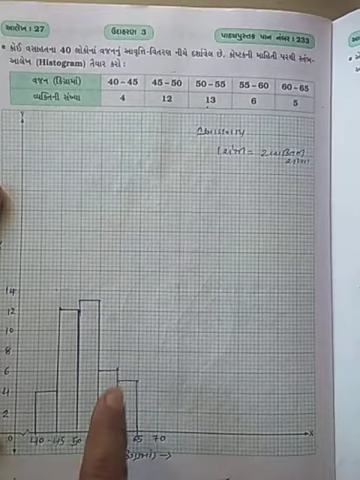 આલેખ : 27 ઉદાહરણ 3 પાઠ્યપુસ્તક પાન નંબર : 233
• કોઈ વસાહતના 40 લોકોનાં વજનનું આવૃત્તિ-વિતરણ નીચે દર્શાવેલ છે. કોષ્ટકની માહિતી પરથી સ્તંભ-
આલેખ (Histogram) તૈયાર કરો :
વજન (કિગ્રામાં) 40 – 45 45 – 50 50 – 55 55 – 60 60 – 65
વ્યક્તિની સંખ્યા 4 12 13 6 5
Y
14
12
10
8
6
4
2
0 40 45 50 65 70 X